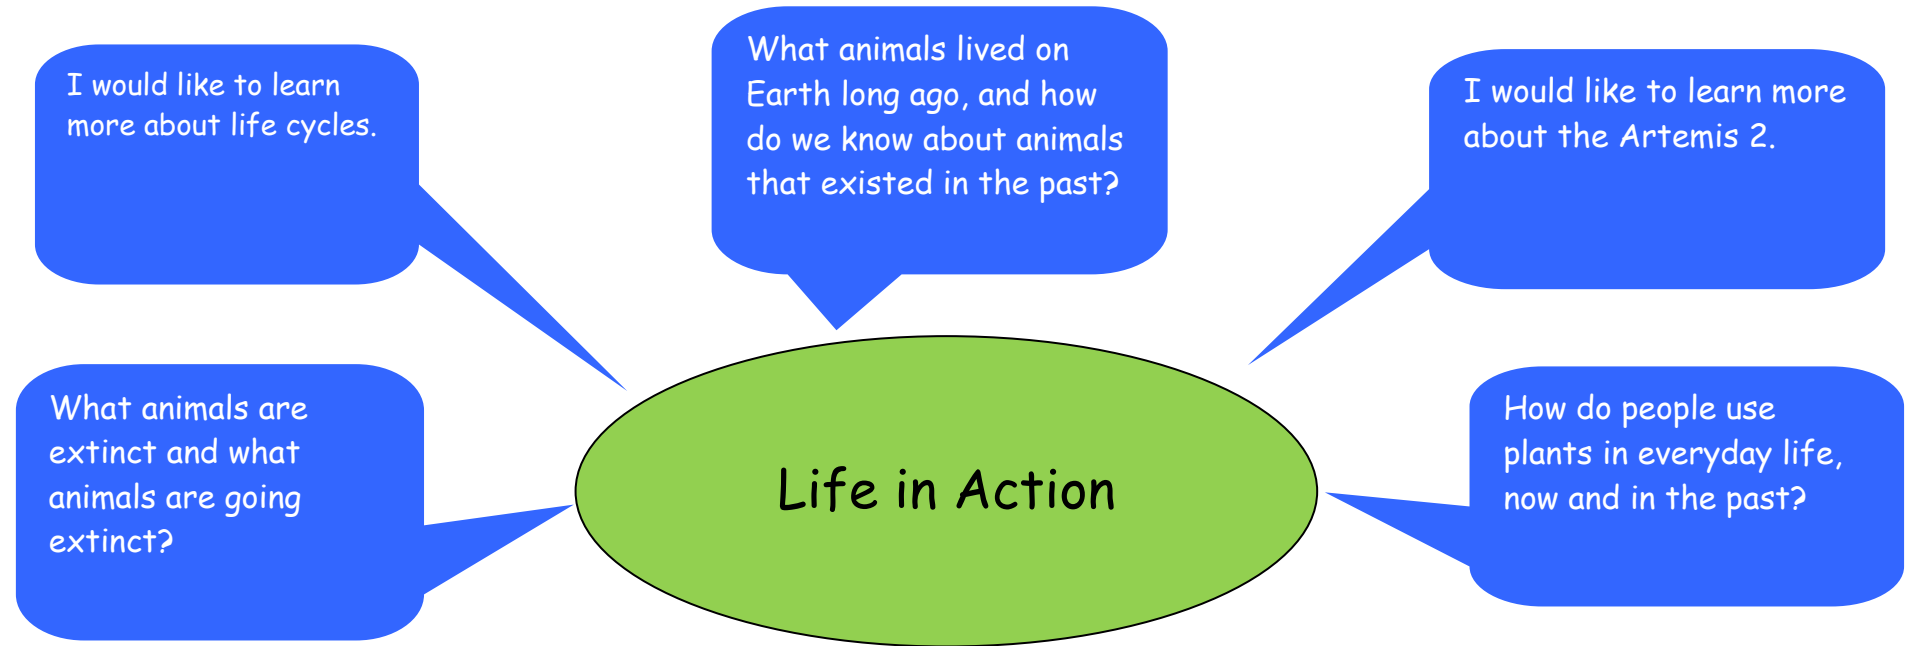 I would like to learn
more about life cycles.
What animals lived on
Earth long ago, and how
do we know about animals
that existed in the past?
I would like to learn more
about the Artemis 2.
What animals are
extinct and what
animals are going
extinct?
Life in Action
How do people use
plants in everyday life,
now and in the past?